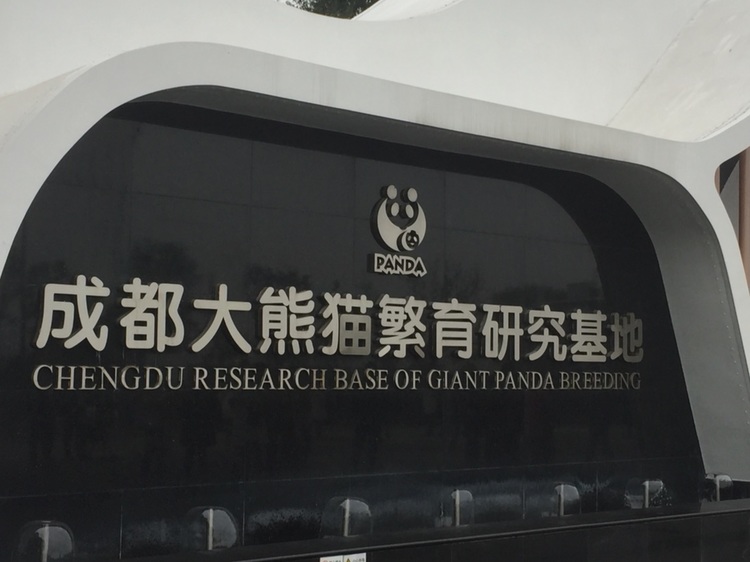 PANDA
成都大熊猫繁育研究基地
CHENGDU RESEARCH BASE OF GIANT PANDA BREEDING